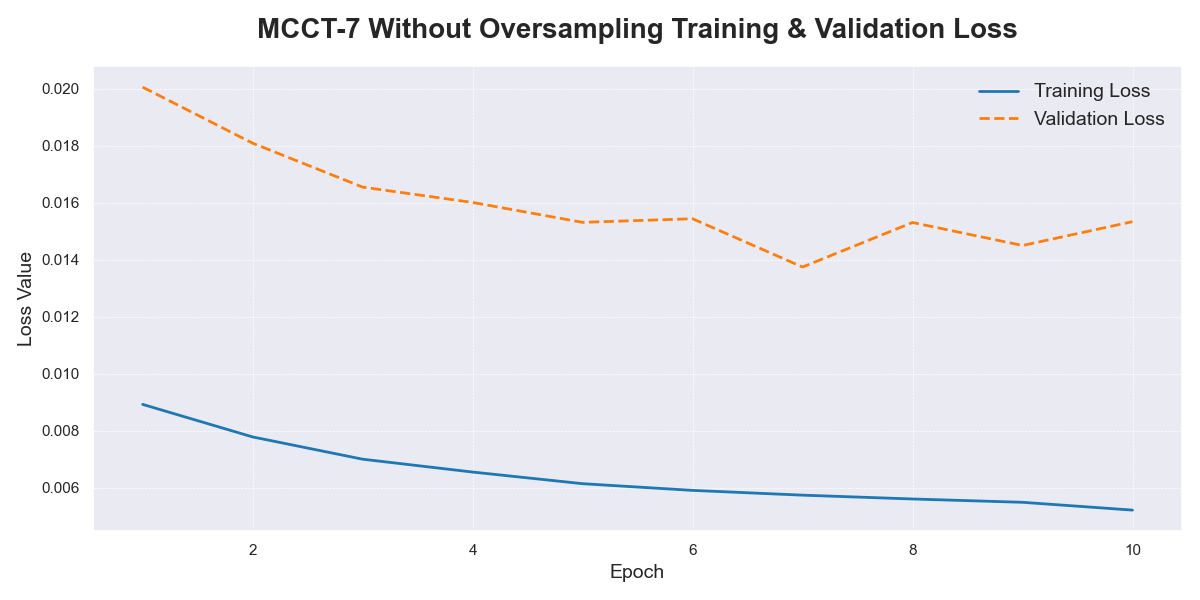 MCCT-7 Without Oversampling Training & Validation Loss
Training Loss
Validation Loss
Loss Value
0.020
0.018
0.016
0.014
0.012
0.010
0.008
0.006
2
4
6
8
10
Epoch